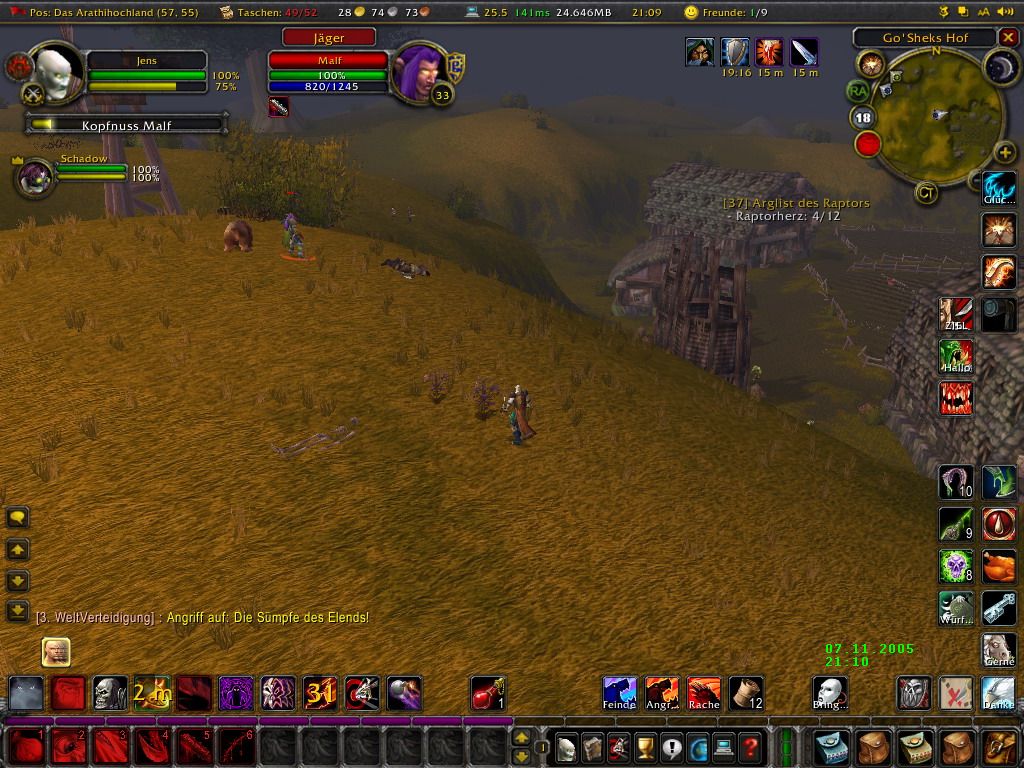 Pos: Das Arathihochland (57, 55) Taschen: 49/52 28 74 73 25.5 141ms 24.646MB 21:09 Freunde: 1/9
Jäger
Go'Sheks Hof
N
Jens
Malf
100%
100%
75%
820/1245
33
19:16 15 m 15 m
RA
18
Kopfnuss Malf
Schadow
100%
100%
CT
[37] Arglist des Raptors
- Raptorherz: 4/12
Hallo
10
9
8
Würf...
[3. WeltVerteidigung] : Angriff auf: Die Sümpfe des Elends!
07.11.2005
21:10
Gerne
2 m
31
1
Feinde
Angr...
Rache
12
Bring...
Danke
1 2 3 4 5 6
1